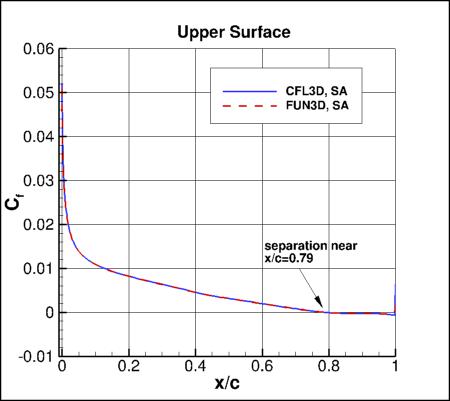 Upper Surface
0.06
0.05
0.04
0.03
0.02
0.01
0
-0.01
Cf
CFL3D, SA
FUN3D, SA
separation near
x/c=0.79
0
0.2
0.4
0.6
0.8
1
x/c